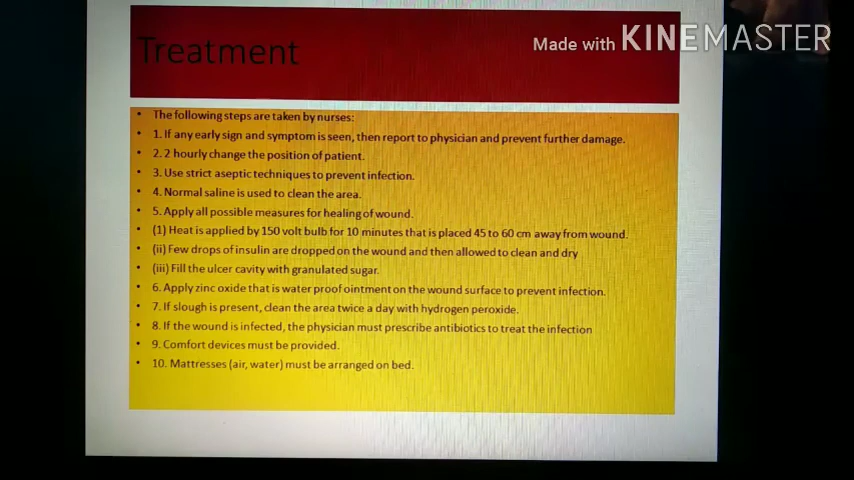 Treatment
Made with KINEMASTER
• The following steps are taken by nurses:
• 1. If any early sign and symptom is seen, then report to physician and prevent further damage.
• 2. 2 hourly change the position of patient.
• 3. Use strict aseptic techniques to prevent infection.
• 4. Normal saline is used to clean the area.
• 5. Apply all possible measures for healing of wound.
• (1) Heat is applied by 150 volt bulb for 10 minutes that is placed 45 to 60 cm away from wound.
• (ii) Few drops of insulin are dropped on the wound and then allowed to clean and dry
• (iii) Fill the ulcer cavity with granulated sugar.
• 6. Apply zinc oxide that is water proof ointment on the wound surface to prevent infection.
• 7. If slough is present, clean the area twice a day with hydrogen peroxide.
• 8. If the wound is infected, the physician must prescribe antibiotics to treat the infection
• 9. Comfort devices must be provided.
• 10. Mattresses (air, water) must be arranged on bed.